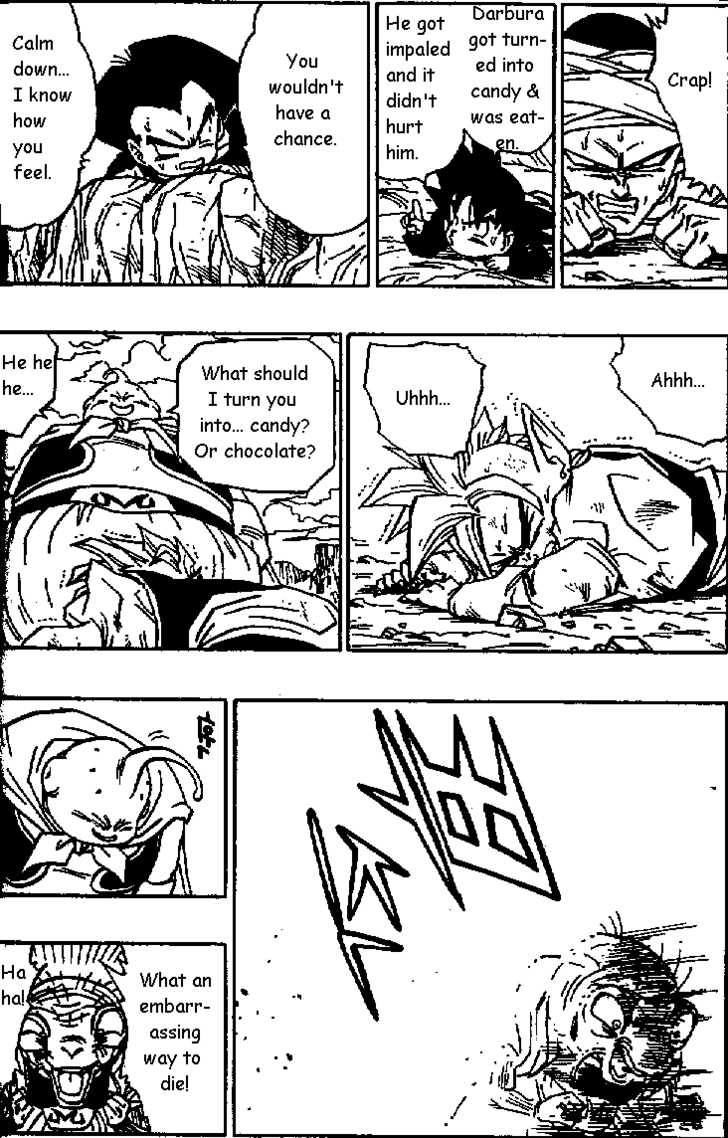 Crap!
Darbura
got turn-
ed into
candy &
was eat-
en.
He got
impaled
and it
didn't
hurt
him.
You
wouldn't
have a
chance.
Calm
down...
I know
how
you
feel.
Ahhh...
Uhhh...
What should
I turn you
into... candy?
Or chocolate?
He he
he...
What an
embarr-
assing
way to
die!
Ha
ha!